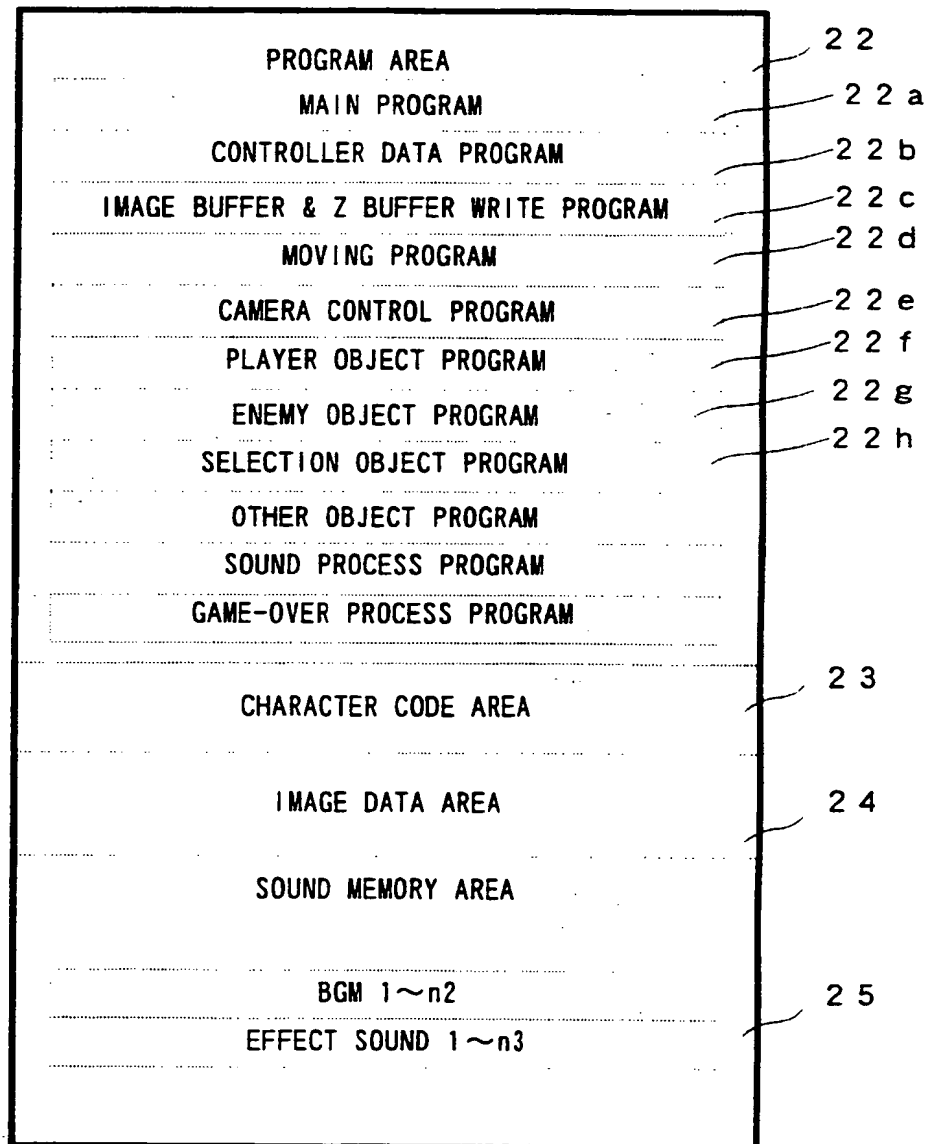 PROGRAM AREA 22
MAIN PROGRAM 22a
CONTROLLER DATA PROGRAM 22b
IMAGE BUFFER & Z BUFFER WRITE PROGRAM 22c
MOVING PROGRAM 22d
CAMERA CONTROL PROGRAM 22e
PLAYER OBJECT PROGRAM 22f
ENEMY OBJECT PROGRAM 22g
SELECTION OBJECT PROGRAM 22h
OTHER OBJECT PROGRAM
SOUND PROCESS PROGRAM
GAME-OVER PROCESS PROGRAM
CHARACTER CODE AREA 23
IMAGE DATA AREA 24
SOUND MEMORY AREA
BGM 1~n2 25
EFFECT SOUND 1~n3